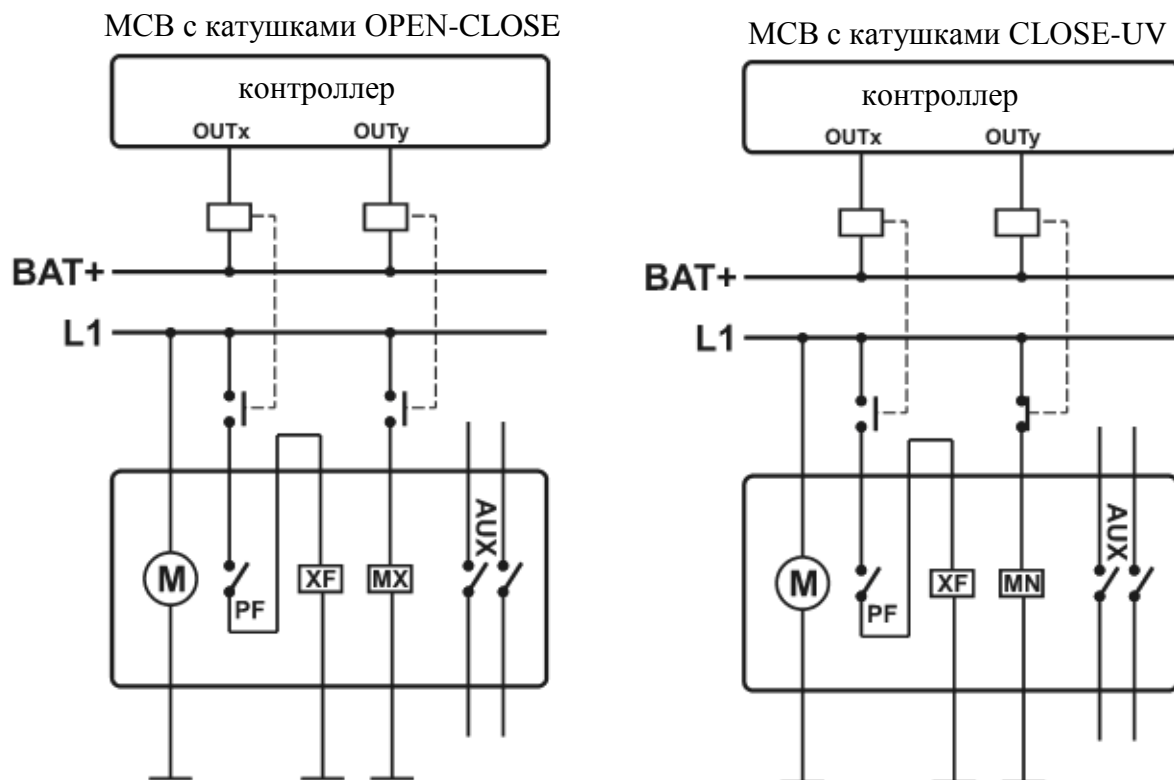 МСВ с катушками OPEN-CLOSE
контроллер
OUTx OUTy
BAT+
L1
AUX
M
PF
XF
MX
МСВ с катушками CLOSE-UV
контроллер
OUTx OUTy
BAT+
L1
AUX
M
PF
XF
MN